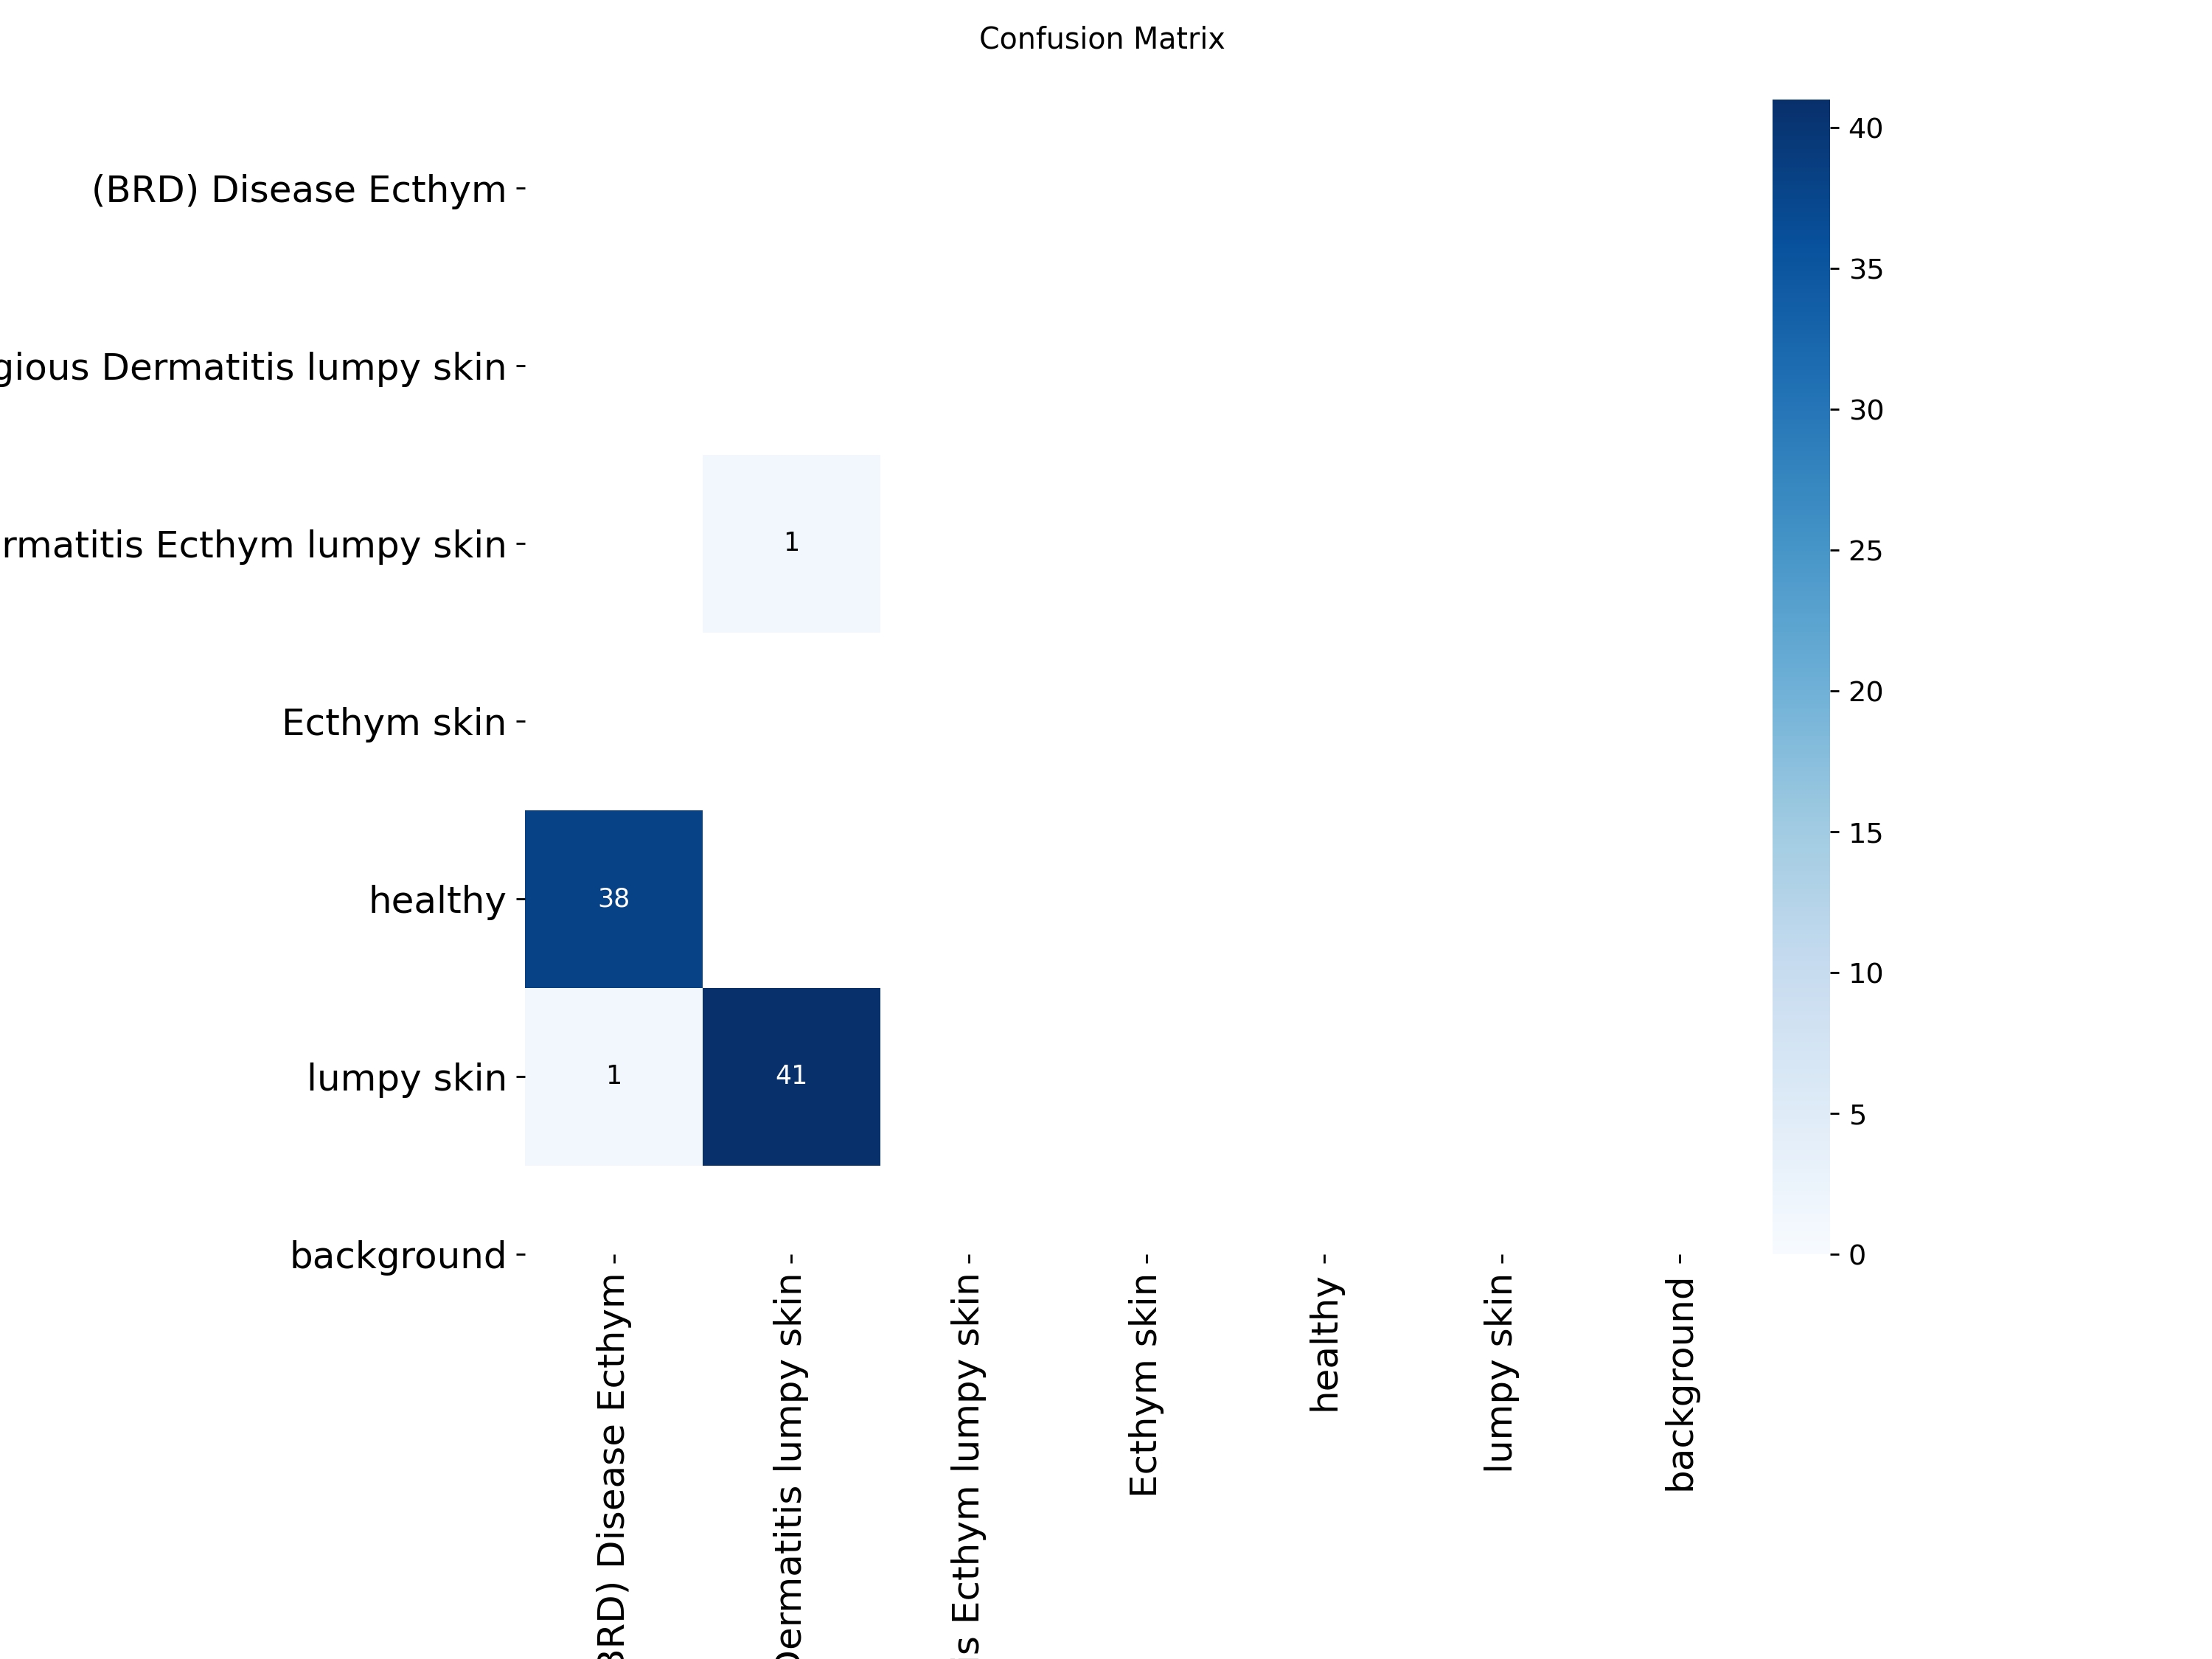 Confusion Matrix
(BRD) Disease Ecthym
gious Dermatitis lumpy skin
rmatitis Ecthym lumpy skin
Ecthym skin
healthy
lumpy skin
background
1
38
1
41
40
35
30
25
20
15
10
5
0
BRD) Disease Ecthym
Dermatitis lumpy skin
is Ecthym lumpy skin
Ecthym skin
healthy
lumpy skin
background